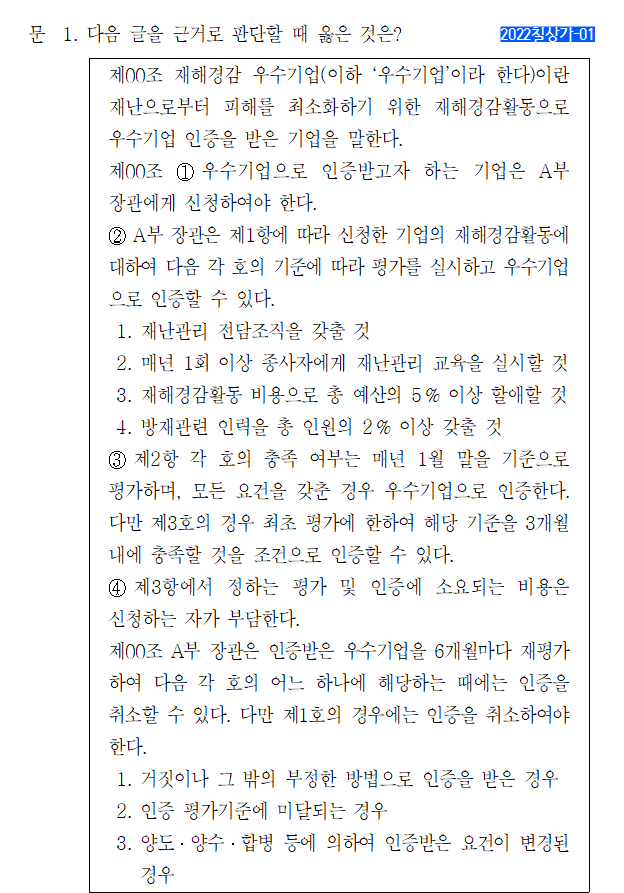 문 1. 다음 글을 근거로 판단할 때 옳은 것은? 2022칠상가-01
제00조 재해경감 우수기업(이하 ‘우수기업’이라 한다)이란
재난으로부터 피해를 최소화하기 위한 재해경감활동으로
우수기업 인증을 받은 기업을 말한다.
제00조 ① 우수기업으로 인증받고자 하는 기업은 A부
장관에게 신청하여야 한다.
② A부 장관은 제1항에 따라 신청한 기업의 재해경감활동에
대하여 다음 각 호의 기준에 따라 평가를 실시하고 우수기업
으로 인증할 수 있다.
1. 재난관리 전담조직을 갖출 것
2. 매년 1회 이상 종사자에게 재난관리 교육을 실시할 것
3. 재해경감활동 비용으로 총 예산의 5% 이상 할애할 것
4. 방재관련 인력을 총 인원의 2% 이상 갖출 것
③ 제2항 각 호의 충족 여부는 매년 1월 말을 기준으로
평가하며, 모든 요건을 갖춘 경우 우수기업으로 인증한다.
다만 제3호의 경우 최초 평가에 한하여 해당 기준을 3개월
내에 충족할 것을 조건으로 인증할 수 있다.
④ 제3항에서 정하는 평가 및 인증에 소요되는 비용은
신청하는 자가 부담한다.
제00조 A부 장관은 인증받은 우수기업을 6개월마다 재평가
하여 다음 각 호의 어느 하나에 해당하는 때에는 인증을
취소할 수 있다. 다만 제1호의 경우에는 인증을 취소하여야
한다.
1. 거짓이나 그 밖의 부정한 방법으로 인증을 받은 경우
2. 인증 평가기준에 미달되는 경우
3. 양도·양수·합병 등에 의하여 인증받은 요건이 변경된
경우